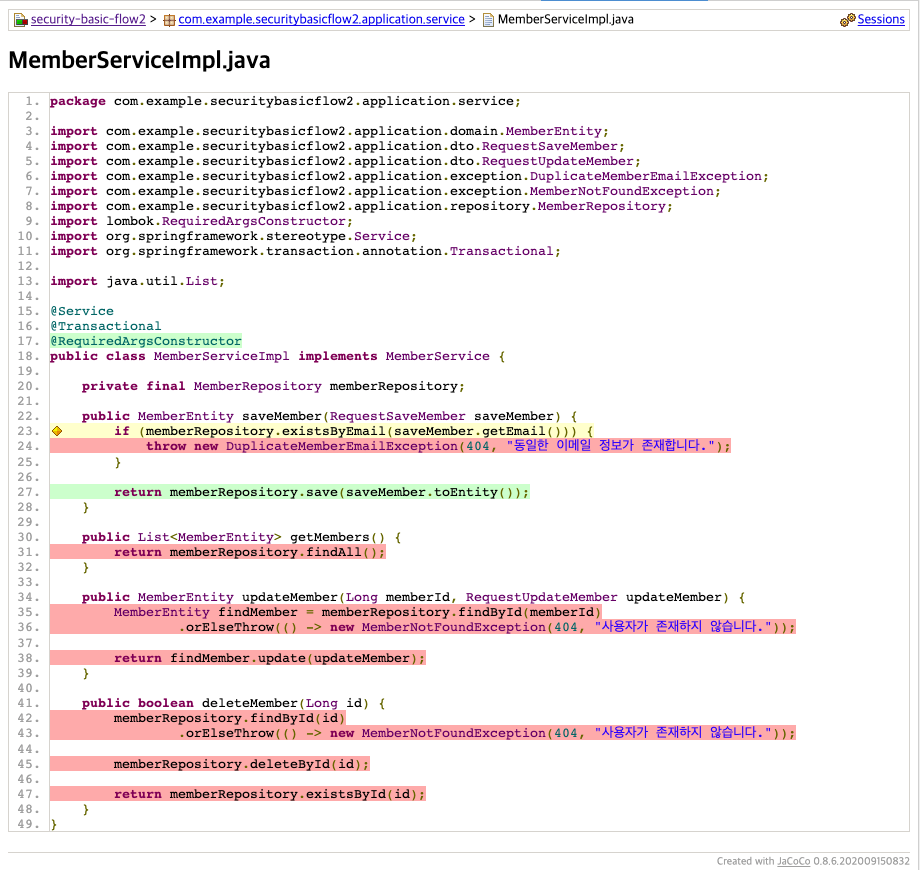 security-basic-flow2 > com.example.securitybasicflow2.application.service > MemberServiceImpl.java Sessions
MemberServiceImpl.java
1. package com.example.securitybasicflow2.application.service;
2.
3. import com.example.securitybasicflow2.application.domain.MemberEntity;
4. import com.example.securitybasicflow2.application.dto.RequestSaveMember;
5. import com.example.securitybasicflow2.application.dto.RequestUpdateMember;
6. import com.example.securitybasicflow2.application.exception.DuplicateMemberEmailException;
7. import com.example.securitybasicflow2.application.exception.MemberNotFoundException;
8. import com.example.securitybasicflow2.application.repository.MemberRepository;
9. import lombok.RequiredArgsConstructor;
10. import org.springframework.stereotype.Service;
11. import org.springframework.transaction.annotation.Transactional;
12.
13. import java.util.List;
14.
15. @Service
16. @Transactional
17. @RequiredArgsConstructor
18. public class MemberServiceImpl implements MemberService {
19.
20.     private final MemberRepository memberRepository;
21.
22.     public MemberEntity saveMember(RequestSaveMember saveMember) {
23.         if (memberRepository.existsByEmail(saveMember.getEmail())) {
24.             throw new DuplicateMemberEmailException(404, "동일한 이메일 정보가 존재합니다.");
25.         }
26.
27.         return memberRepository.save(saveMember.toEntity());
28.     }
29.
30.     public List<MemberEntity> getMembers() {
31.         return memberRepository.findAll();
32.     }
33.
34.     public MemberEntity updateMember(Long memberId, RequestUpdateMember updateMember) {
35.         MemberEntity findMember = memberRepository.findById(memberId)
36.                 .orElseThrow(() -> new MemberNotFoundException(404, "사용자가 존재하지 않습니다."));
37.
38.         return findMember.update(updateMember);
39.     }
40.
41.     public boolean deleteMember(Long id) {
42.         memberRepository.findById(id)
43.                 .orElseThrow(() -> new MemberNotFoundException(404, "사용자가 존재하지 않습니다."));
44.
45.         memberRepository.deleteById(id);
46.
47.         return memberRepository.existsById(id);
48.     }
49. }
Created with JaCoCo 0.8.6.202009150832